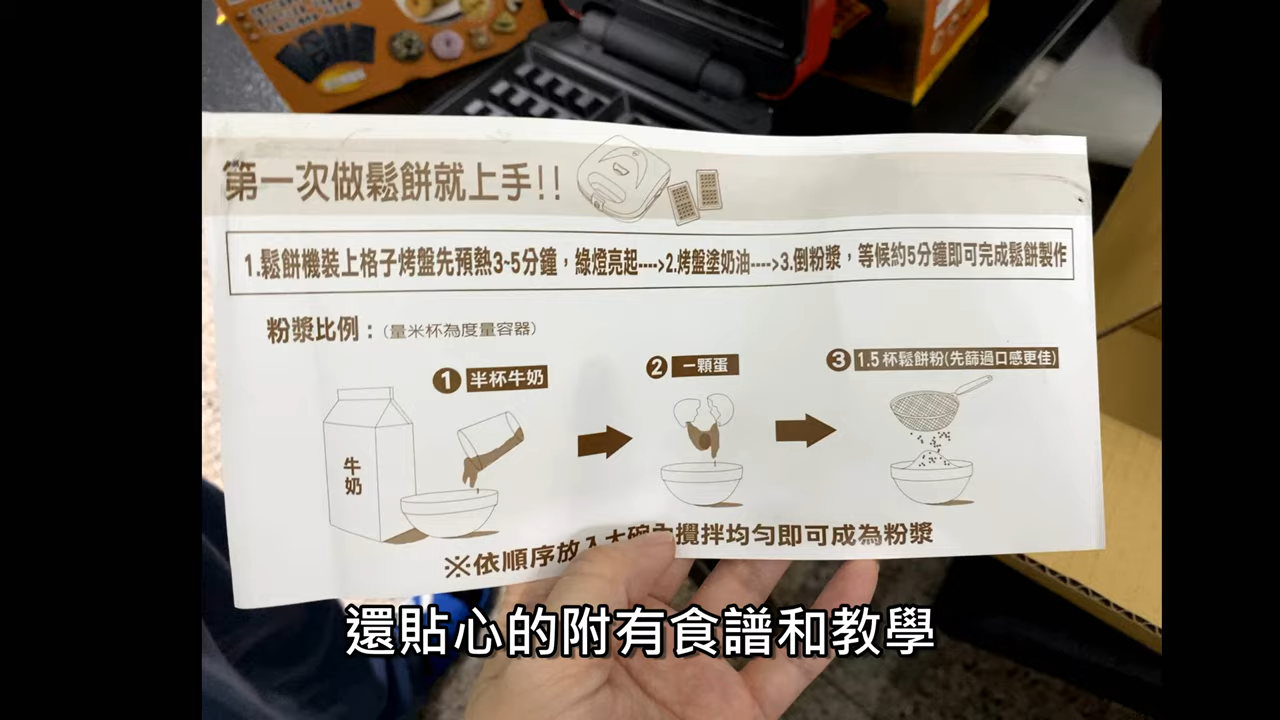 第一次做鬆餅就上手!!
1.鬆餅機裝上格子烤盤先預熱3~5分鐘，綠燈亮起---->2.烤盤塗奶油---->3.倒粉漿，等候約5分鐘即可完成鬆餅製作
粉漿比例：(量米杯為度量容器)
1 半杯牛奶
2 一顆蛋
3 1.5 杯鬆餅粉(先篩過口感更佳)
牛奶
※依順序放入大碗內攪拌均勻即可成為粉漿
還貼心的附有食譜和教學